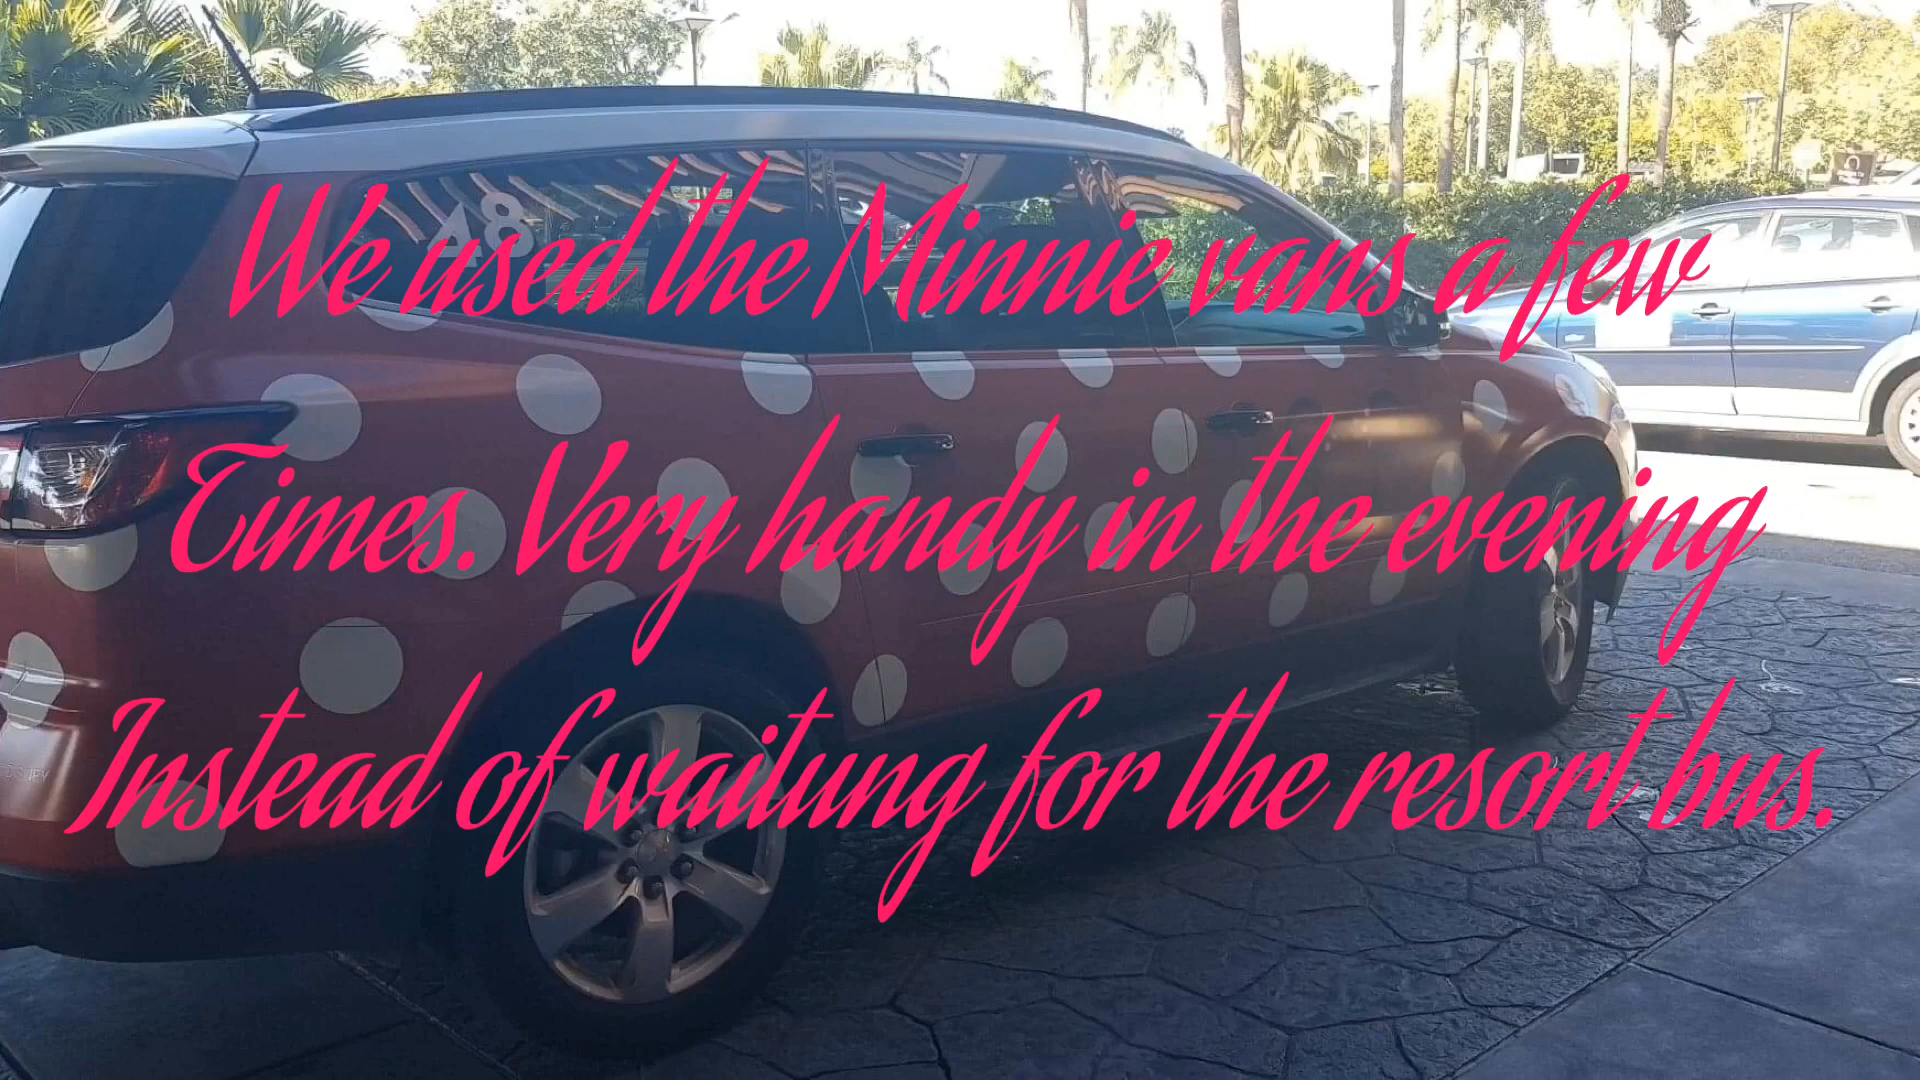 A8
We used the Minnie vans a few
Times. Very handy in the evening
Instead of waitung for the resort bus.